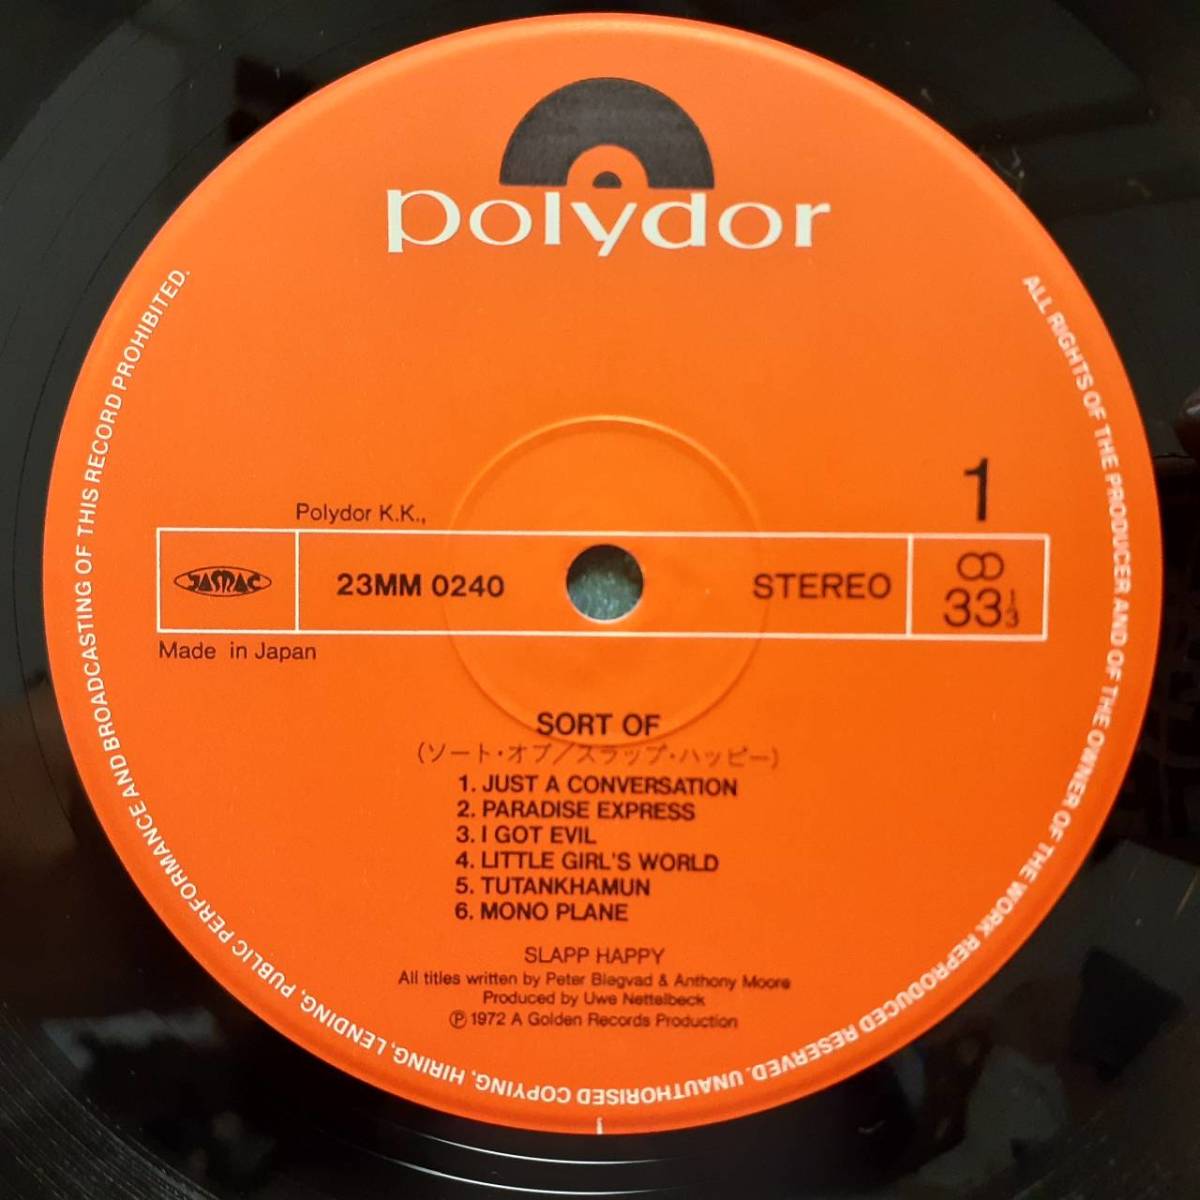 polydor
1
Polydor K.K.,
JASRAC
23MM 0240
STEREO
33 1/3
Made in Japan
SORT OF
(ソート・オブ/スラップ・ハッピー)
1. JUST A CONVERSATION
2. PARADISE EXPRESS
3. I GOT EVIL
4. LITTLE GIRL'S WORLD
5. TUTANKHAMUN
6. MONO PLANE
SLAPP HAPPY
All titles written by Peter Blegvad & Anthony Moore
Produced by Uwe Nettelbeck
Ⓟ 1972 A Golden Records Production
ALL RIGHTS OF THE PRODUCER AND OF THE OWNER OF THE WORK REPRODUCED RESERVED. UNAUTHORISED COPYING, HIRING, LENDING, PUBLIC PERFORMANCE AND BROADCASTING OF THIS RECORD PROHIBITED.